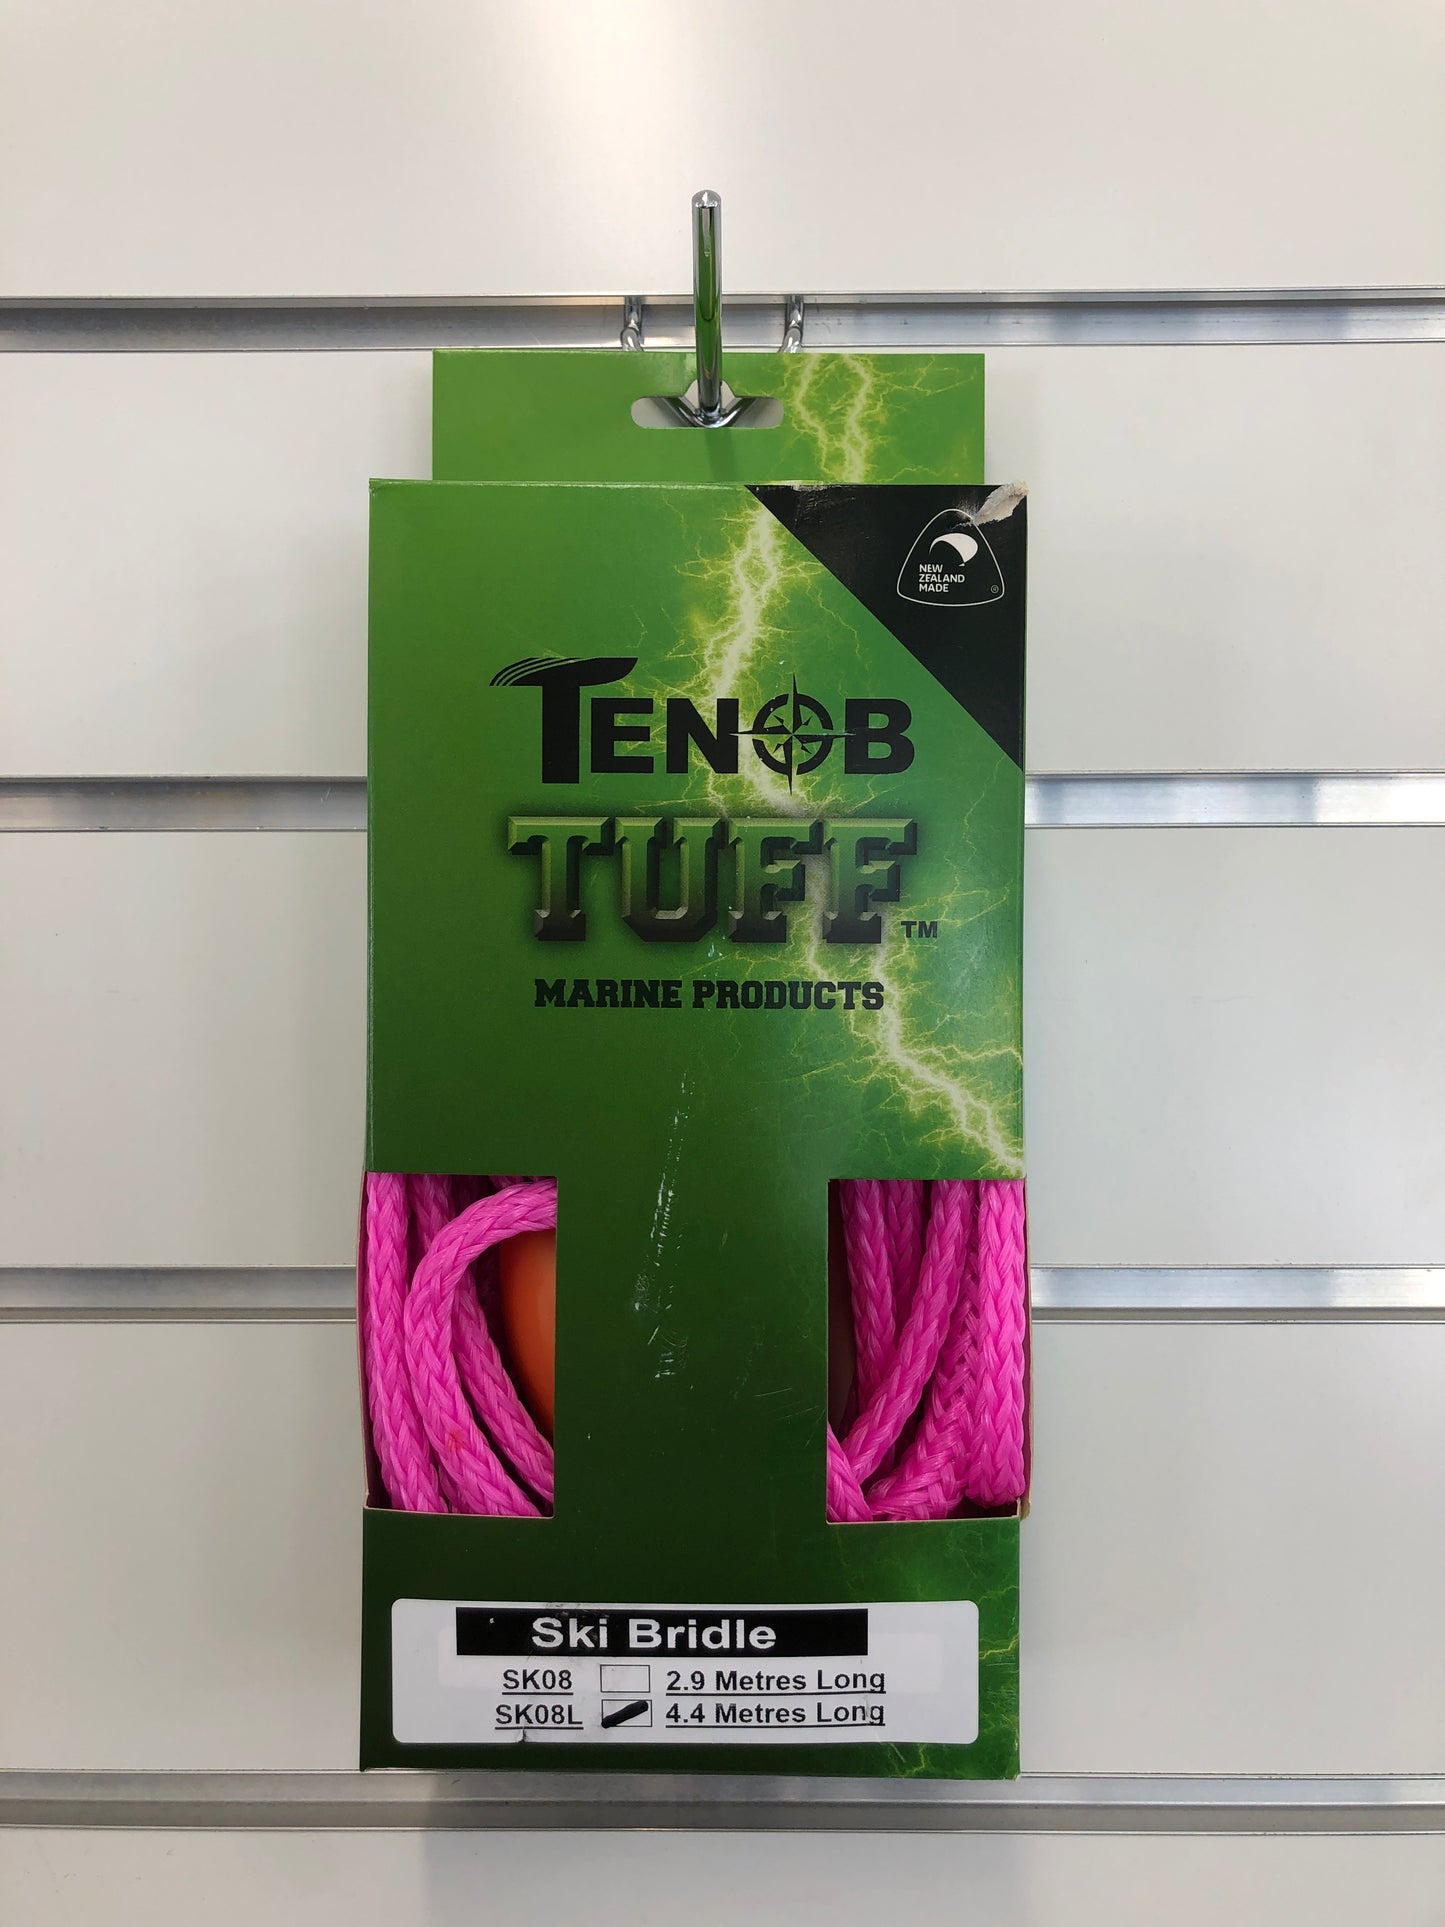 NEW
ZEALAND
MADE
®
TENOB
TUFF™
MARINE PRODUCTS
Ski Bridle
SK08 2.9 Metres Long
SK08L 4.4 Metres Long